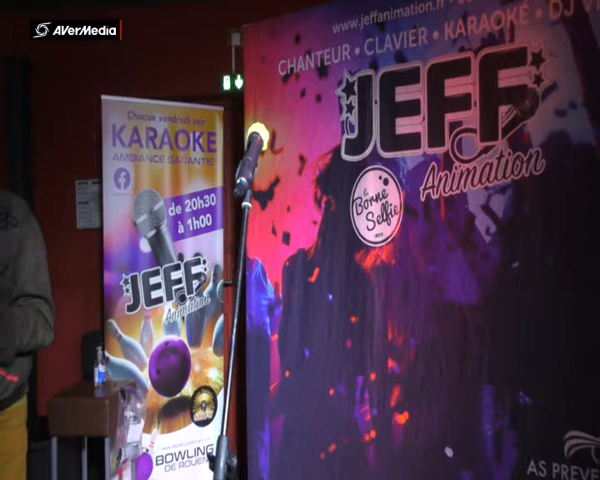 AVerMedia
www.jeffanimation.fr
CHANTEUR • CLAVIER • KARAOKÉ • DJ
JEFF
Animation
la
Borne
Selfie
AS PREVE
Chaque vendredi soir
KARAOKE
AMBIANCE GARANTIE
de 20h30
à 1h00
JEFF
Animation
BOWLING
DE ROUEN